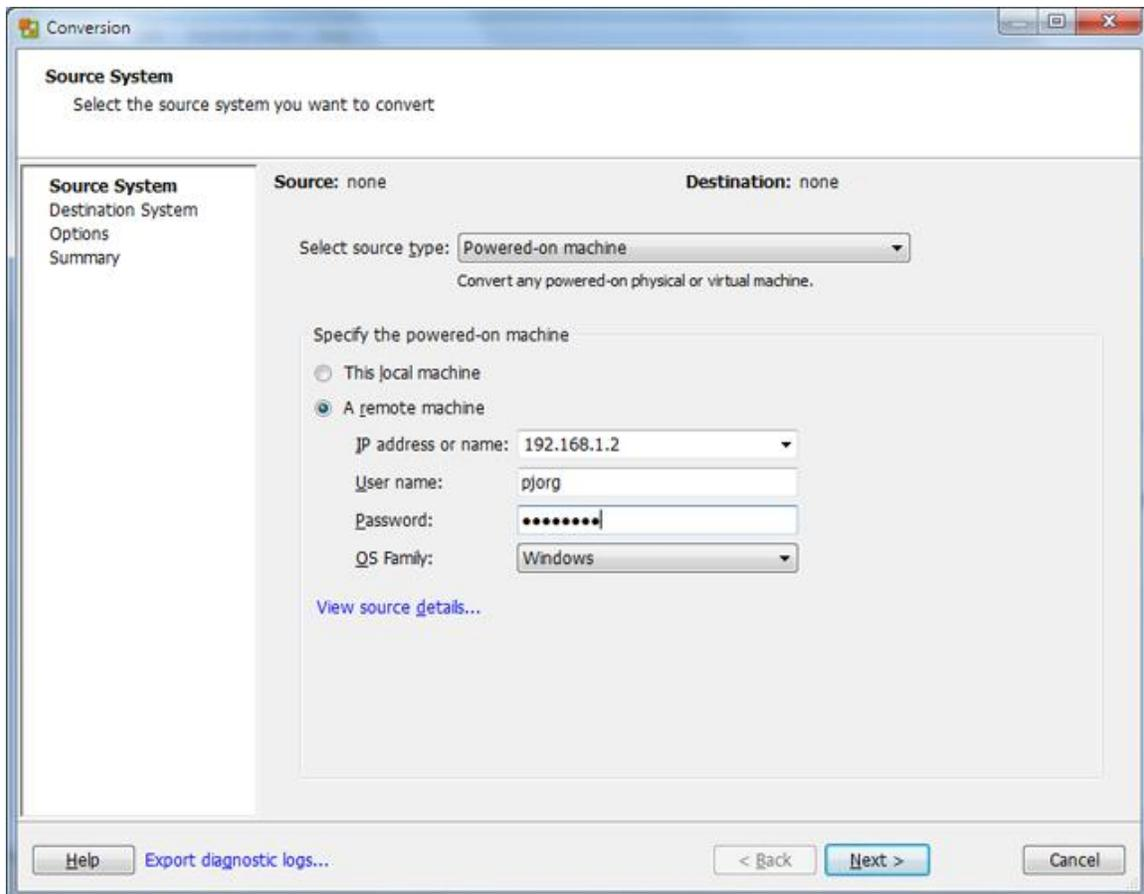 Conversion
Source System
Select the source system you want to convert
Source System
Destination System
Options
Summary
Source: none
Destination: none
Select source type: Powered-on machine
Convert any powered-on physical or virtual machine.
Specify the powered-on machine
This local machine
A remote machine
IP address or name: 192.168.1.2
User name: pjorg
Password: ••••••••
OS Family: Windows
View source details...
Help
Export diagnostic logs...
< Back
Next >
Cancel